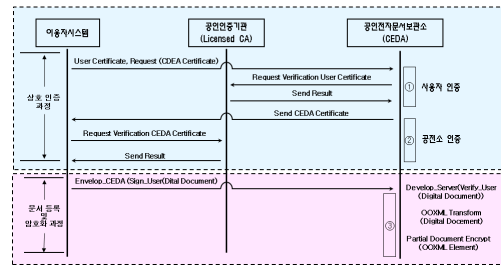 이용자시스템
공인인증기관
(Licensed CA)
공인전자문서보관소
(CEDA)
User Certificate, Request (CDEA Certificate)
Request Verification User Certificate
① 사용자 인증
Send Result
상호 인증
과정
Send CEDA Certificate
Request Verification CEDA Certificate
② 공전소 인증
Send Result
Envelop_CEDA (Sign_User(Dital Document)
Develop_Server(Verify_User
(Digital Document))
문서 등록
및
암호화 과정
OOXML Transform
(Digital Docement)
③
Partial Document Encrypt
(OOXML Element)